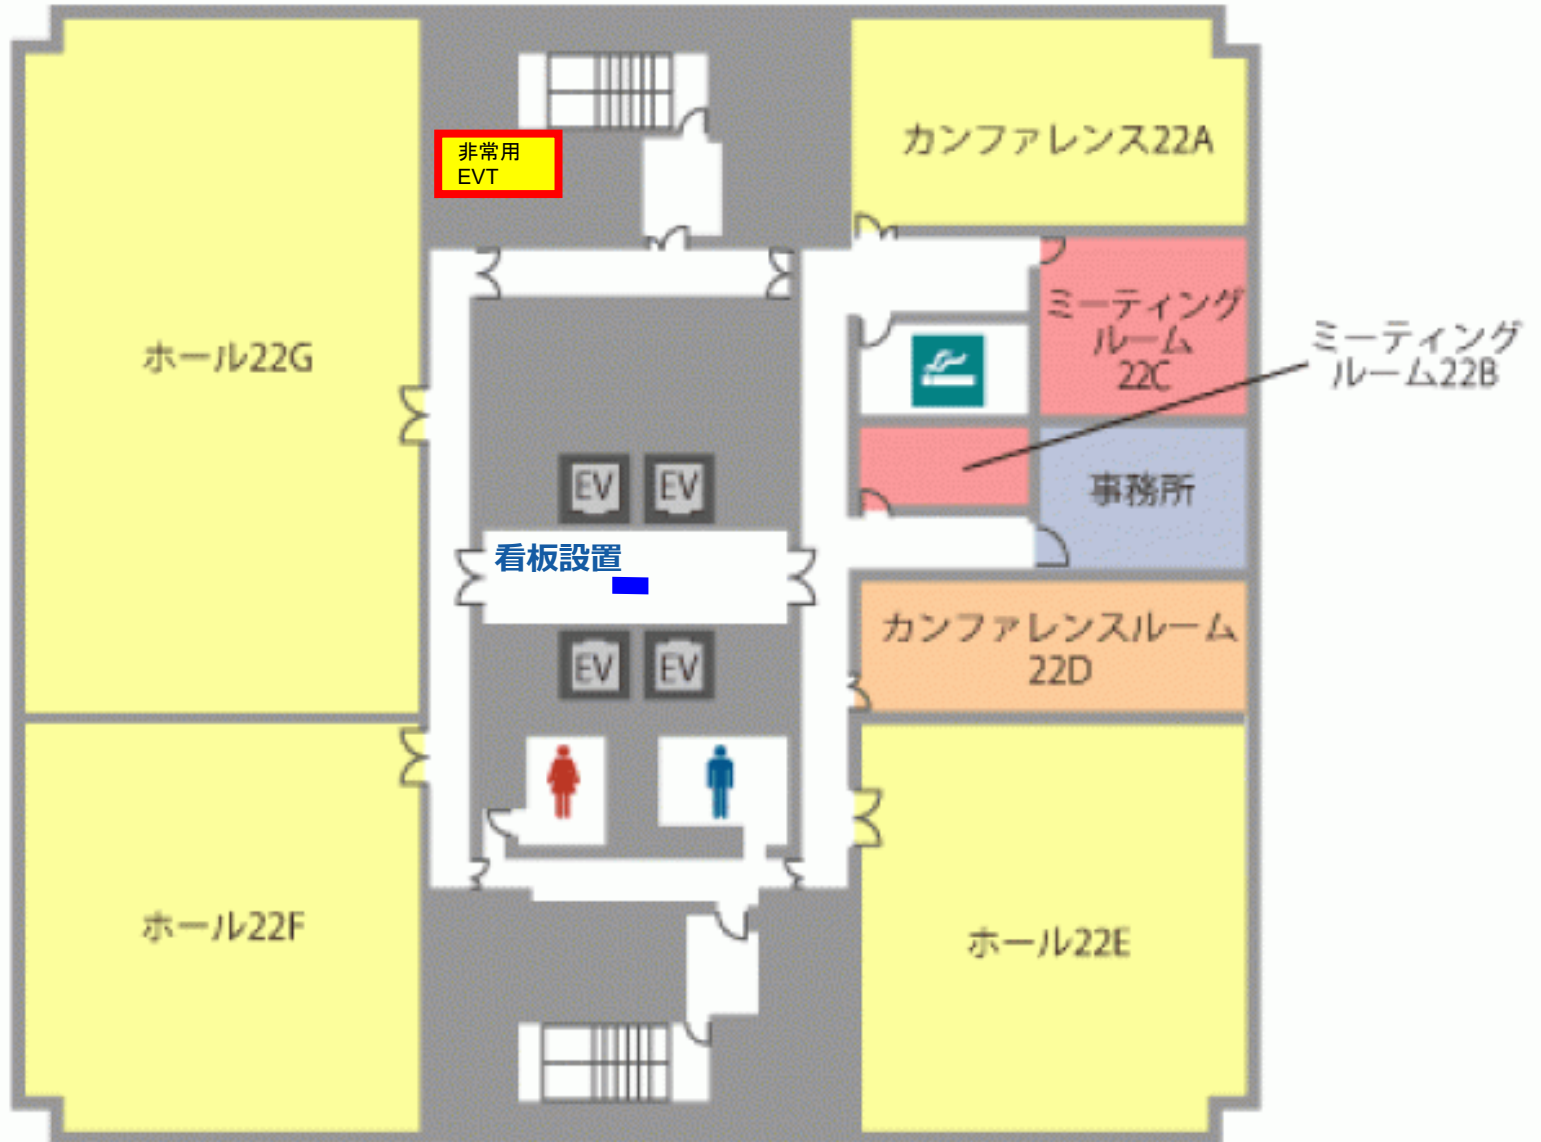 カンファレンス22A
非常用
EVT
ミーティング
ルーム
22C
ミーティング
ルーム22B
ホール22G
EV
EV
事務所
看板設置
カンファレンスルーム
22D
EV
EV
ホール22F
ホール22E